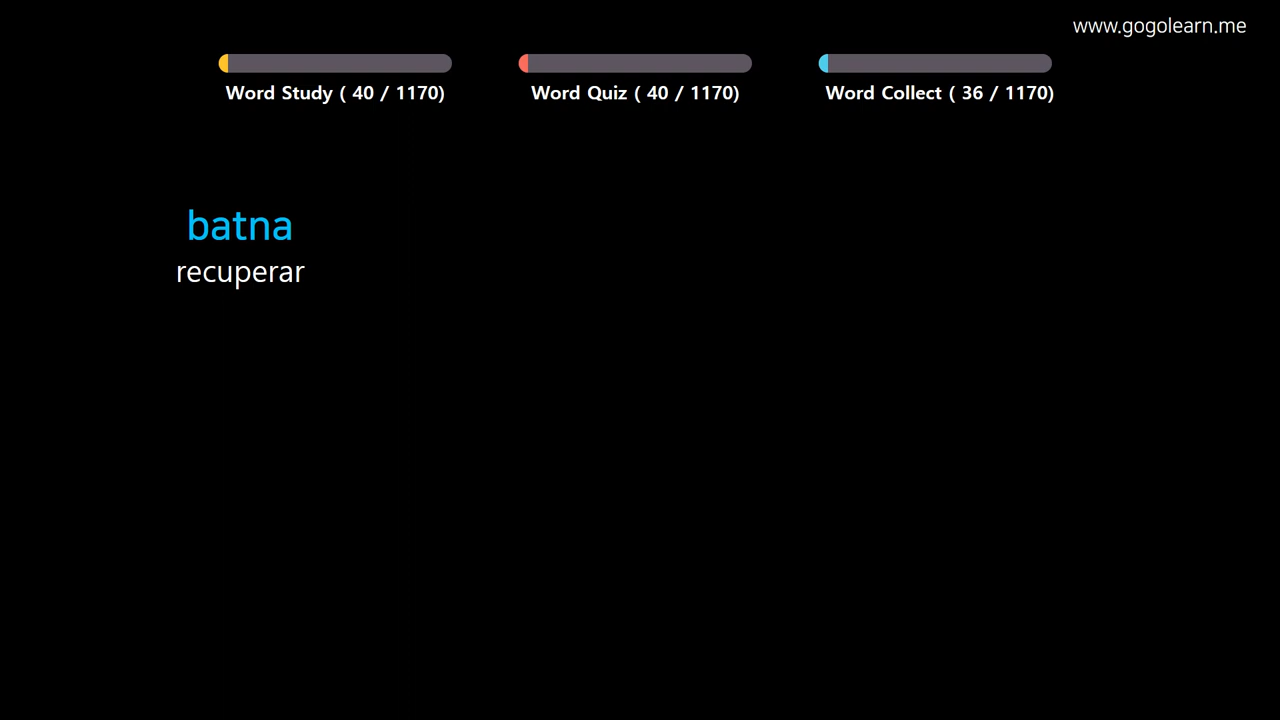 www.gogolearn.me
Word Study ( 40 / 1170)
Word Quiz ( 40 / 1170)
Word Collect ( 36 / 1170)
batna
recuperar